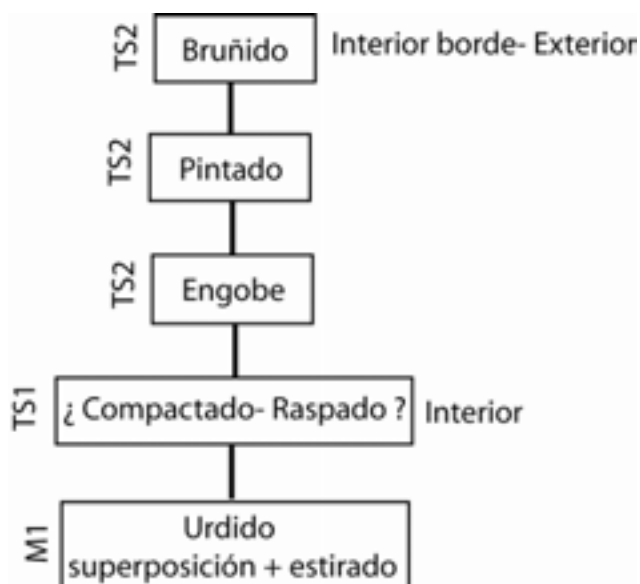 TS2
Bruñido
Interior borde- Exterior
TS2
Pintado
TS2
Engobe
TS1
¿ Compactado- Raspado ?
Interior
M1
Urdido
superposición + estirado